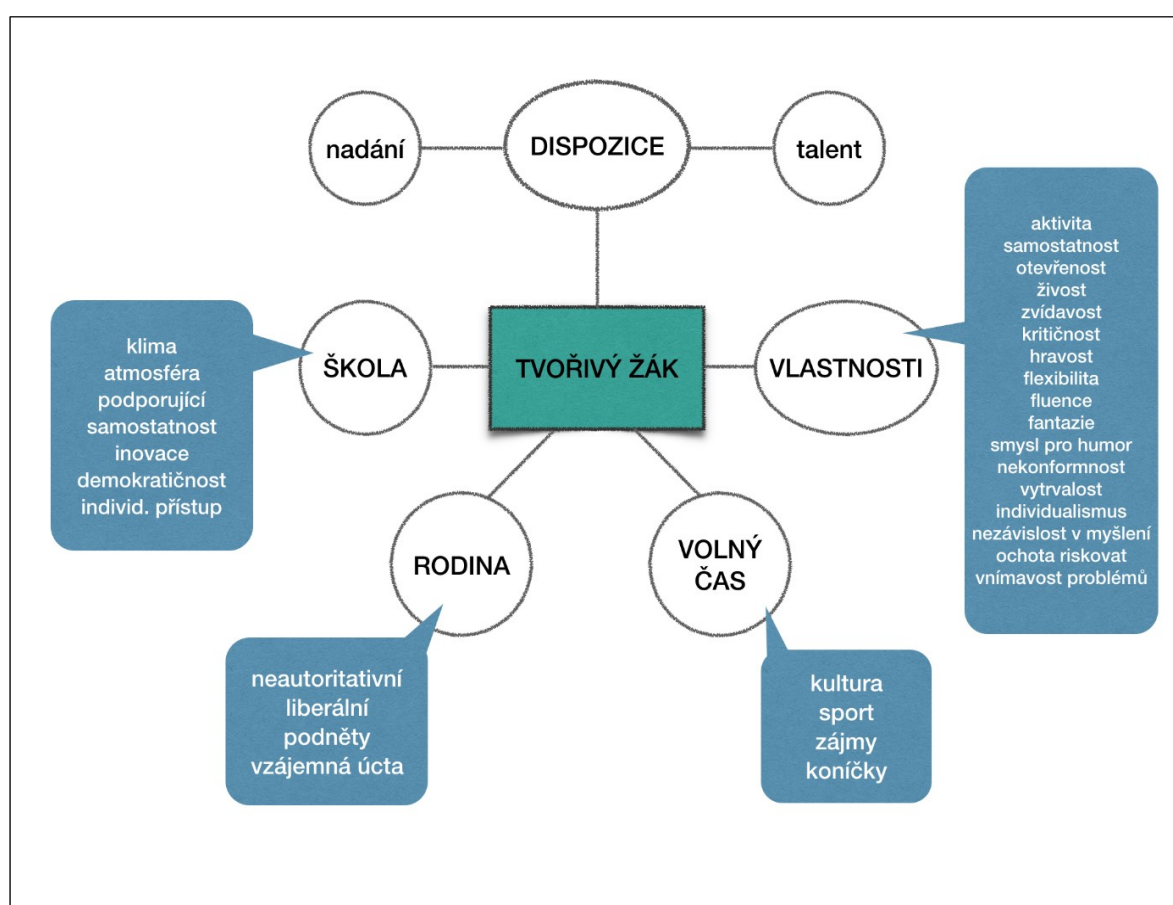 nadání
DISPOZICE
talent
aktivita
samostatnost
otevřenost
živost
zvídavost
kritičnost
hravost
flexibilita
fluence
fantazie
smysl pro humor
nekonformnost
vytrvalost
individualismus
nezávislost v myšlení
ochota riskovat
vnímavost problémů
klima
atmosféra
podporující
samostatnost
inovace
demokratičnost
individ. přístup
ŠKOLA
TVOŘIVÝ ŽÁK
VLASTNOSTI
RODINA
VOLNÝ
ČAS
neautoritativní
liberální
podněty
vzájemná úcta
kultura
sport
zájmy
koníčky